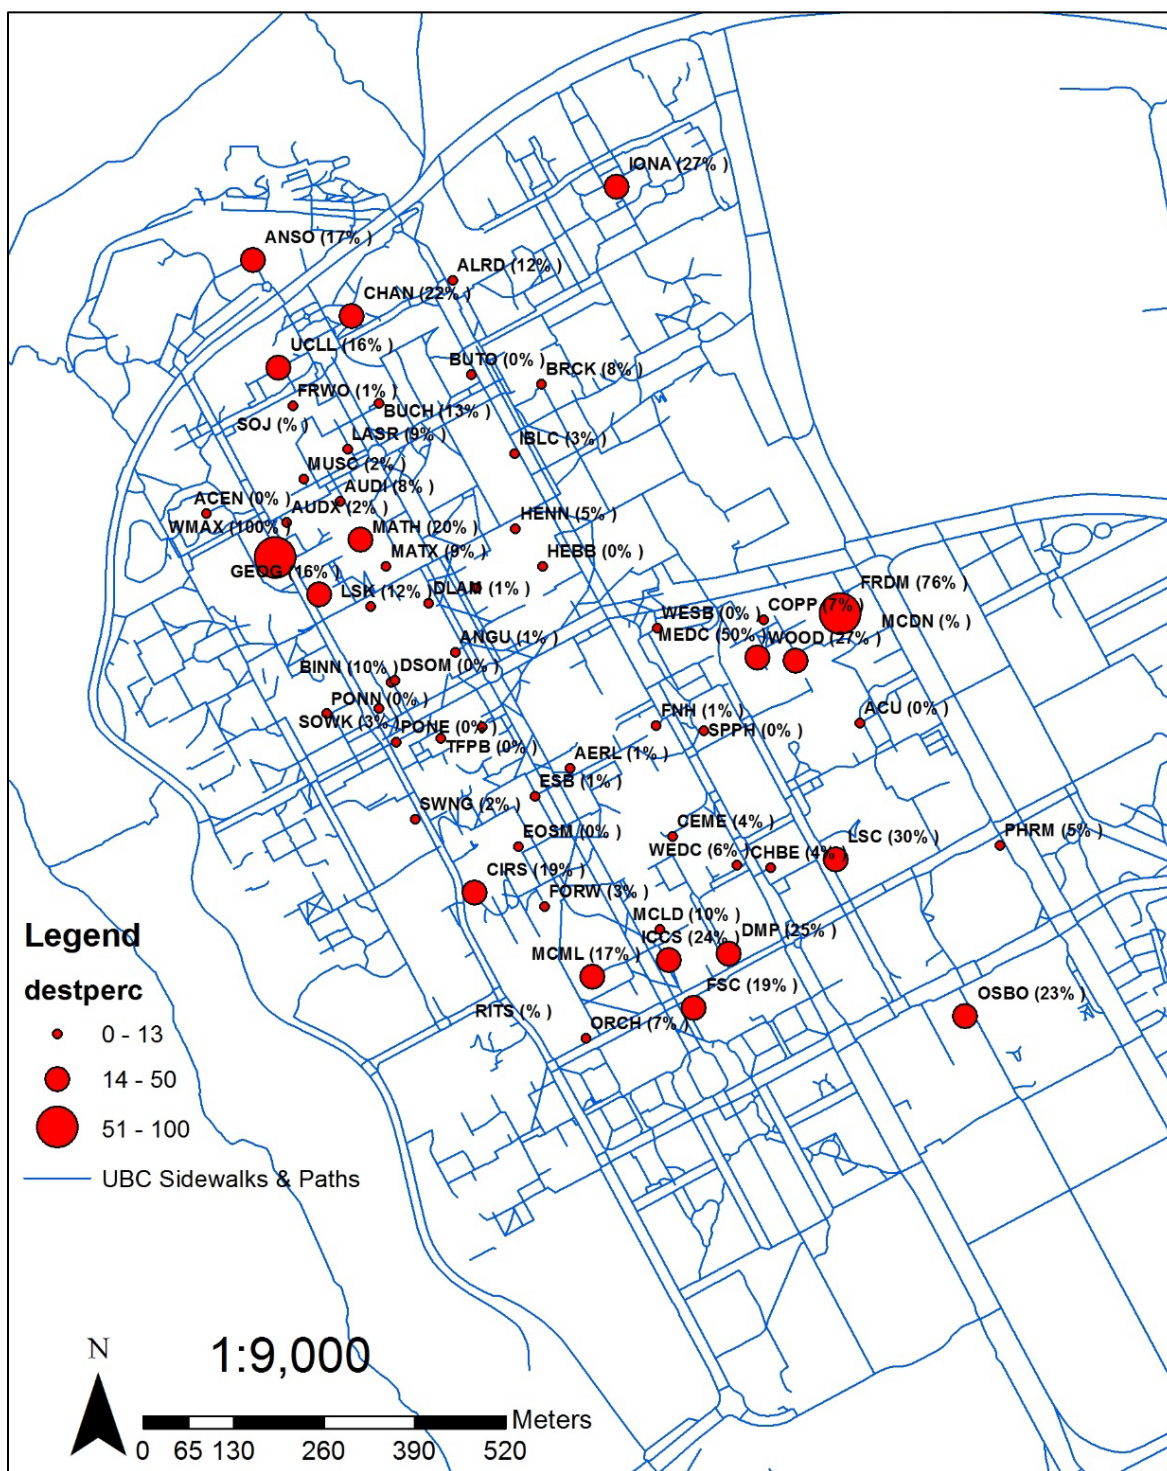 IONA (27% )
ANSO (17% )
ALRD (12% )
CHAN (22% )
UCLL (16% )
BUTO (0% )
BRCK (8% )
FRWO (1% )
BUCH (13% )
SOJ (% )
LASR (9% )
IBLC (3% )
MUSC (2% )
AUDI (8% )
ACEN (0% )
AUDX (2% )
WMAX (100% )
MATH (20% )
HENN (5% )
MATX (9% )
HEBB (0% )
GEOG (16% )
LSK (12% )
DLAM (1% )
FRDM (76% )
COPP (7% )
WESB (0% )
MCDN (% )
MEDC (50% )
WOOD (27% )
ANGU (1% )
BINN (10% )
DSOM (0% )
PONN (0% )
SOWK (3% )
PONE (0% )
TFPB (0% )
FNH (1% )
SPPH (0% )
ACU (0% )
AERL (1% )
ESB (1% )
SWNG (2% )
EOSM (0% )
CEME (4% )
WEDC (6% )
CHBE (4% )
LSC (30% )
PHRM (5% )
CIRS (19% )
FORW (3% )
MCLD (10% )
ICCS (24% )
DMP (25% )
MCML (17% )
FSC (19% )
OSBO (23% )
RITS (% )
ORCH (7% )
Legend
destperc
0 - 13
14 - 50
51 - 100
UBC Sidewalks & Paths
N
1:9,000
Meters
0 65 130 260 390 520